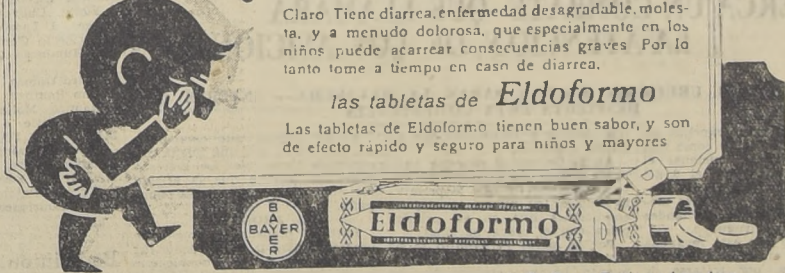 Claro Tiene diarrea, enfermedad desagradable, moles-
ta, y a menudo dolorosa, que especialmente en los
niños puede acarrear consecuencias graves Por lo
tanto tome a tiempo en caso de diarrea,
las tabletas de Eldoformo
Las tabletas de Eldoformo tienen buen sabor, y son
de efecto rápido y seguro para niños y mayores
BAYER
BAYER
Eldoformo